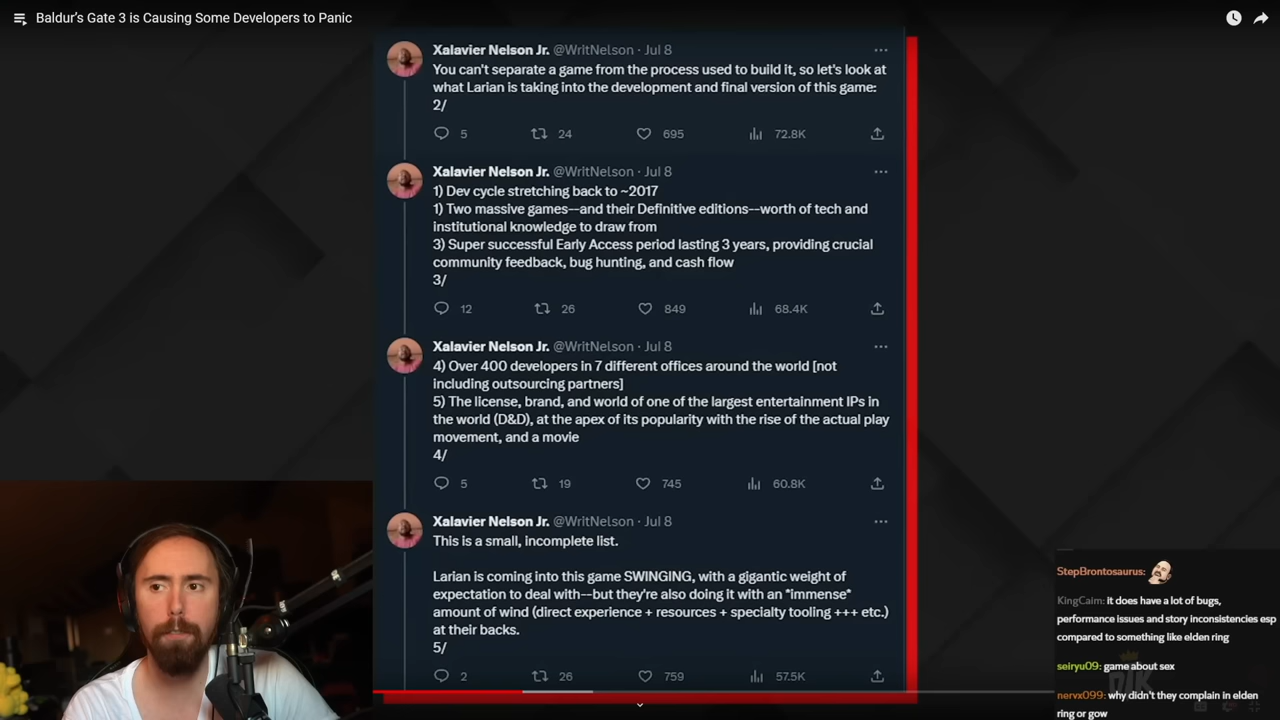 Baldur's Gate 3 is Causing Some Developers to Panic
Xalavier Nelson Jr. @WritNelson · Jul 8
You can't separate a game from the process used to build it, so let's look at
what Larian is taking into the development and final version of this game:
2/
5 24 695 72.8K
Xalavier Nelson Jr. @WritNelson · Jul 8
1) Dev cycle stretching back to ~2017
1) Two massive games--and their Definitive editions--worth of tech and
institutional knowledge to draw from
3) Super successful Early Access period lasting 3 years, providing crucial
community feedback, bug hunting, and cash flow
3/
12 26 849 68.4K
Xalavier Nelson Jr. @WritNelson · Jul 8
4) Over 400 developers in 7 different offices around the world [not
including outsourcing partners]
5) The license, brand, and world of one of the largest entertainment IPs in
the world (D&D), at the apex of its popularity with the rise of the actual play
movement, and a movie
4/
5 19 745 60.8K
Xalavier Nelson Jr. @WritNelson · Jul 8
This is a small, incomplete list.
Larian is coming into this game SWINGING, with a gigantic weight of
expectation to deal with--but they're also doing it with an *immense*
amount of wind (direct experience + resources + specialty tooling +++ etc.)
at their backs.
5/
2 26 759 57.5K
StepBrontosaurus:
KingCaim: it does have a lot of bugs,
performance issues and story inconsistencies esp
compared to something like elden ring
seiryu09: game about sex
nervx099: why didn't they complain in elden
ring or gow